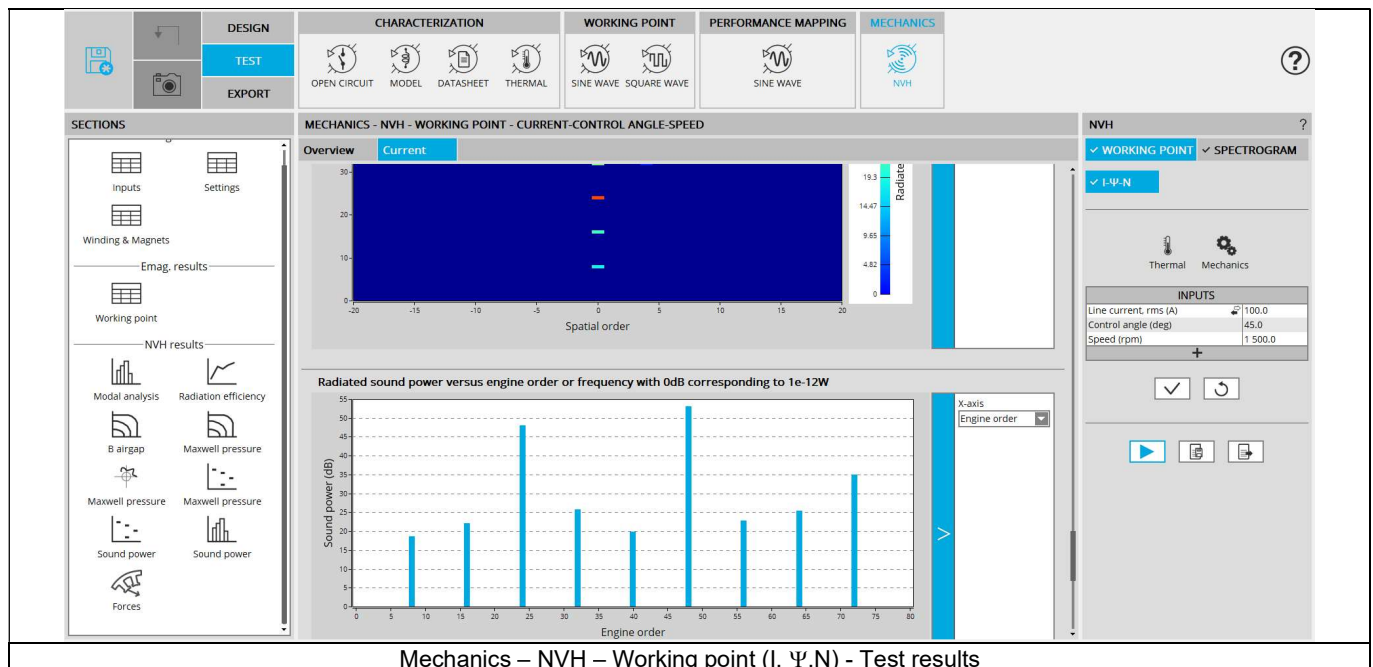 DESIGN
TEST
EXPORT
CHARACTERIZATION
OPEN CIRCUIT MODEL DATASHEET THERMAL
WORKING POINT
SINE WAVE SQUARE WAVE
PERFORMANCE MAPPING
SINE WAVE
MECHANICS
NVH
?
SECTIONS
Inputs Settings
Winding & Magnets
Emag. results
Working point
NVH results
Modal analysis Radiation efficiency
B airgap Maxwell pressure
Maxwell pressure Maxwell pressure
Sound power Sound power
Forces
MECHANICS - NVH - WORKING POINT - CURRENT-CONTROL ANGLE-SPEED
Overview Current
30
20
10
0
-20 -15 -10 -5 0 5 10 15 20
Spatial order
19.3
14.47
9.65
4.82
0
Radiate
Radiated sound power versus engine order or frequency with 0dB corresponding to 1e-12W
Sound power (dB)
55
50
45
40
35
30
25
20
15
10
5
0
0 5 10 15 20 25 30 35 40 45 50 55 60 65 70 75 80
Engine order
>
X-axis
Engine order
NVH ?
✓ WORKING POINT ✓ SPECTROGRAM
✓ I-Ψ-N
Thermal Mechanics
INPUTS
Line current, rms (A) 100.0
Control angle (deg) 45.0
Speed (rpm) 1 500.0
+
Mechanics – NVH – Working point (I, Ψ,N) - Test results